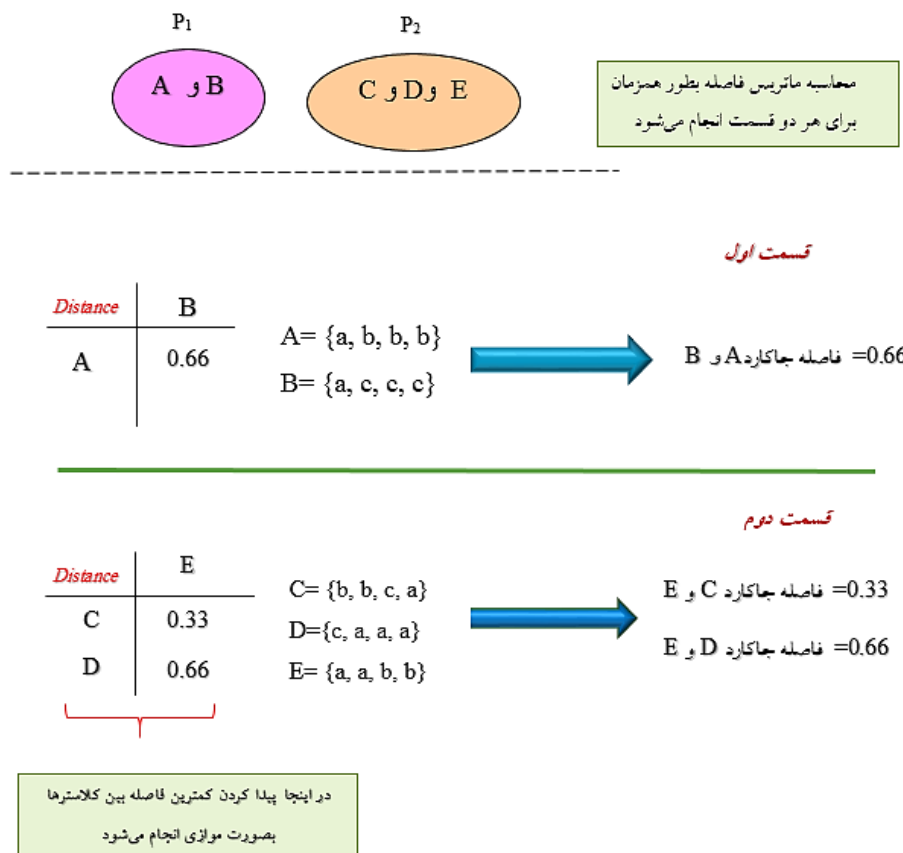 P₁
P₂
A و B
C و D و E
محاسبه ماتریس فاصله بطور همزمان
برای هر دو قسمت انجام می‌شود
قسمت اول
Distance B
A 0.66
A= {a, b, b, b}
B= {a, c, c, c}
فاصله جاکارد A و B =0.66
قسمت دوم
Distance E
C 0.33
D 0.66
C= {b, b, c, a}
D={c, a, a, a}
E= {a, a, b, b}
فاصله جاکارد C و E =0.33
فاصله جاکارد D و E =0.66
در اینجا پیدا کردن کمترین فاصله بین کلاسترها
بصورت موازی انجام می‌شود